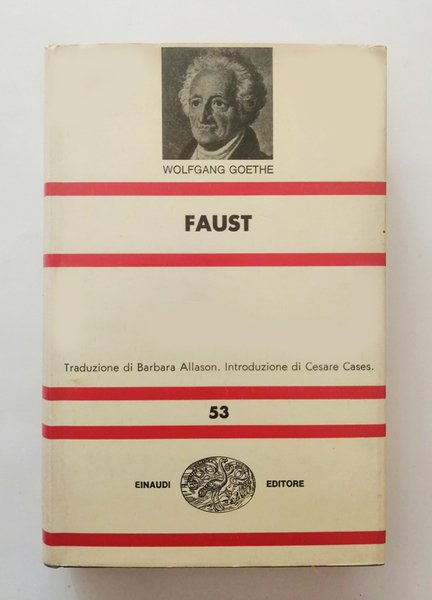 WOLFGANG GOETHE
FAUST
Traduzione di Barbara Allason. Introduzione di Cesare Cases.
53
EINAUDI EDITORE